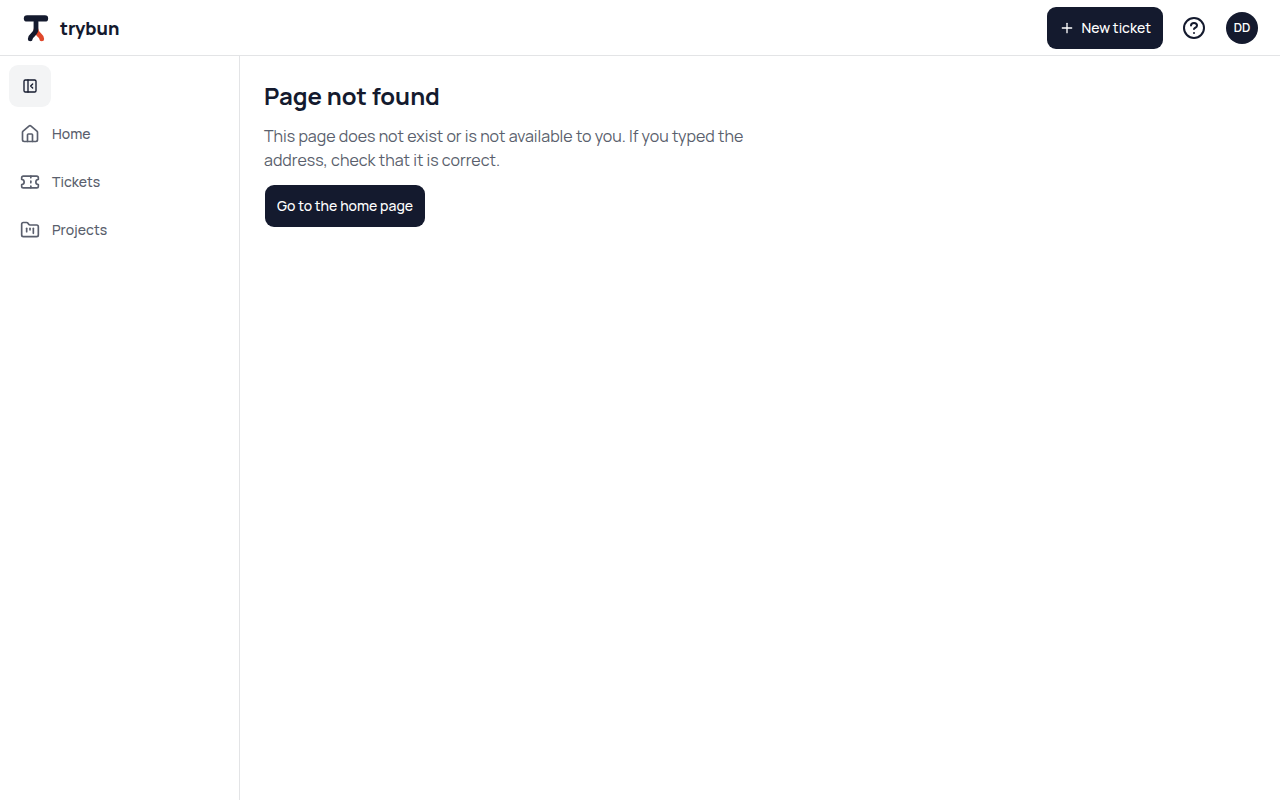 trybun
New ticket
DD
Home
Tickets
Projects
Page not found
This page does not exist or is not available to you. If you typed the
address, check that it is correct.
Go to the home page